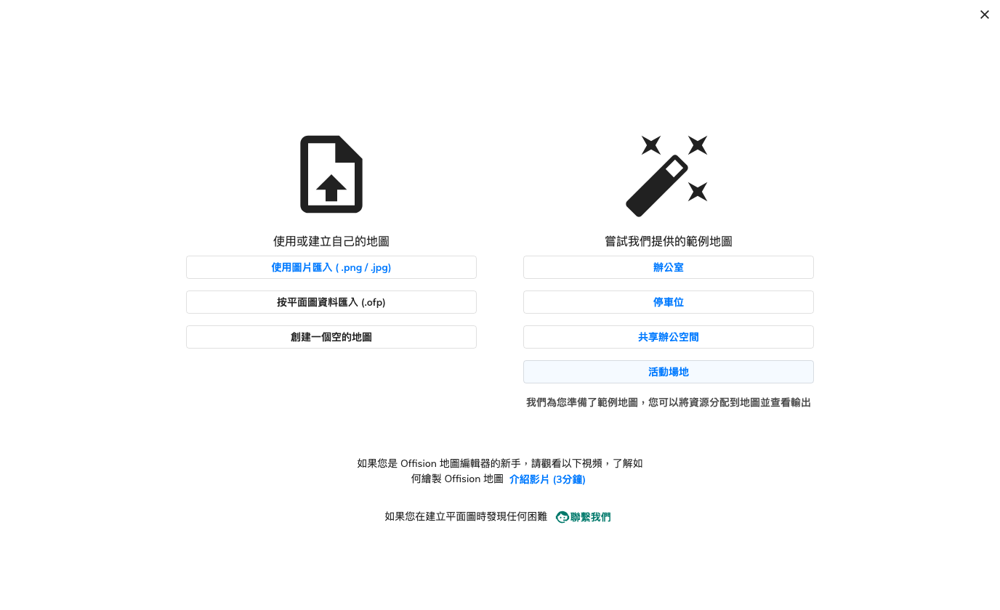 使用或建立自己的地圖
使用圖片匯入 ( .png / .jpg)
按平面圖資料匯入 (.ofp)
創建一個空的地圖
嘗試我們提供的範例地圖
辦公室
停車位
共享辦公空間
活動場地
我們為您準備了範例地圖，您可以將資源分配到地圖並查看輸出
如果您是 Offision 地圖編輯器的新手，請觀看以下視頻，了解如
何繪製 Offision 地圖 介紹影片 (3分鐘)
如果您在建立平面圖時發現任何困難 聯繫我們